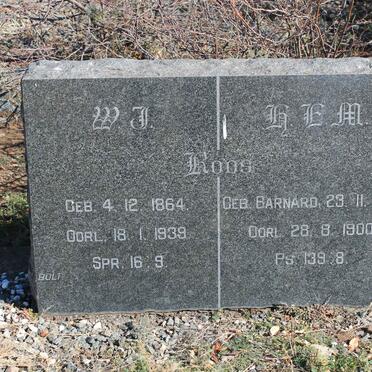 W J.
H E M.
Roos
GEB. 4. 12. 1864.
OORL. 18. 1. 1939.
SPR. 16. 9.
GEB. BARNARD, 23. 11.
OORL. 28. 8. 1900
PS. 139. 8.
BOLT